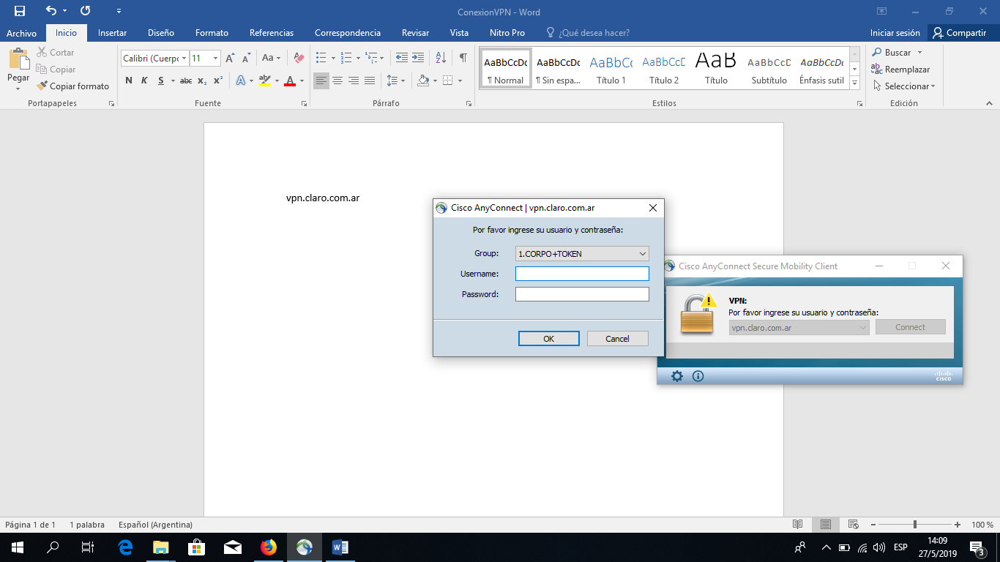 ConexionVPN - Word
Archivo Inicio Insertar Diseño Formato Referencias Correspondencia Revisar Vista Nitro Pro ¿Qué desea hacer? Iniciar sesión Compartir
Pegar
Cortar
Copiar
Copiar formato
Portapapeles
Calibri (Cuerpo 11
Aa
N K S abc x₂ x²
Fuente
Párrafo
AaBbCcDc AaBbCcDc AaBbCc AaBbCcD AaB AaBbCcD AaBbCcDc
¶ Normal ¶ Sin espa... Título 1 Título 2 Título Subtítulo Énfasis sutil
Estilos
Buscar
Reemplazar
Seleccionar
Edición
vpn.claro.com.ar
Cisco AnyConnect | vpn.claro.com.ar
Por favor ingrese su usuario y contraseña:
Group: 1.CORPO+TOKEN
Username:
Password:
OK Cancel
Cisco AnyConnect Secure Mobility Client
VPN:
Por favor ingrese su usuario y contraseña:
vpn.claro.com.ar Connect
cisco
Página 1 de 1 1 palabra Español (Argentina) 100 %
ESP
14:09
27/5/2019
3